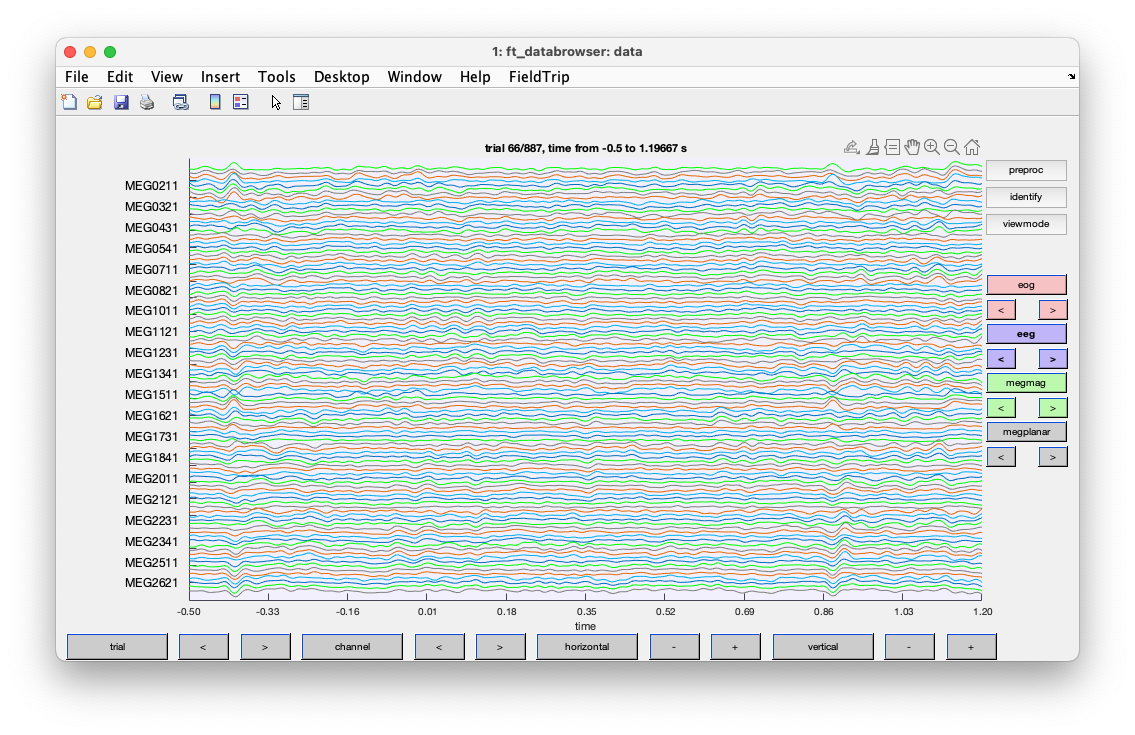 1: ft_databrowser: data
File Edit View Insert Tools Desktop Window Help FieldTrip
trial 66/887, time from -0.5 to 1.19667 s
preproc
identify
viewmode
eog
< >
eeg
< >
megmag
< >
megplanar
< >
MEG0211
MEG0321
MEG0431
MEG0541
MEG0711
MEG0821
MEG1011
MEG1121
MEG1231
MEG1341
MEG1511
MEG1621
MEG1731
MEG1841
MEG2011
MEG2121
MEG2231
MEG2341
MEG2511
MEG2621
-0.50 -0.33 -0.16 0.01 0.18 0.35 0.52 0.69 0.86 1.03 1.20
time
trial < > channel < > horizontal - + vertical - +